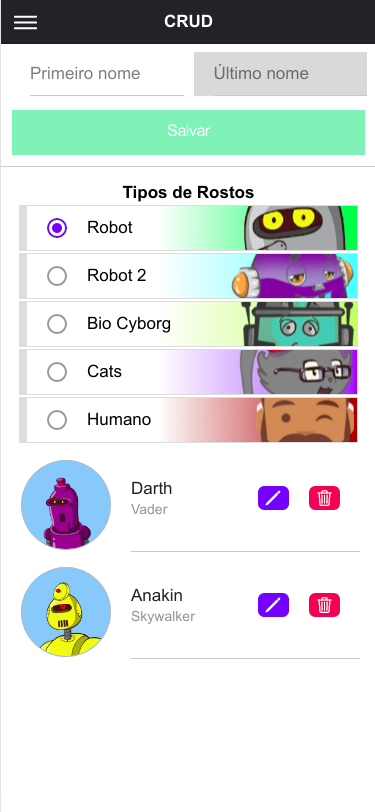 CRUD
Primeiro nome
Último nome
Salvar
Tipos de Rostos
Robot
Robot 2
Bio Cyborg
Cats
Humano
Darth
Vader
Anakin
Skywalker